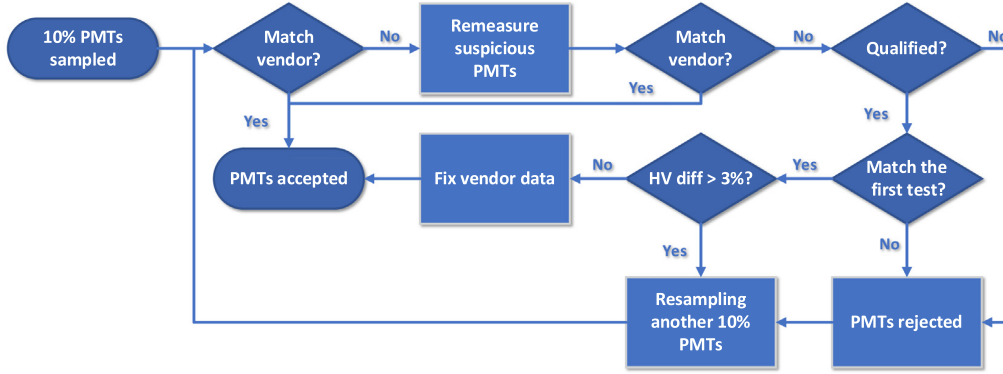 10% PMTs
sampled
Match
vendor?
No
Remeasure
suspicious
PMTs
Match
vendor?
No
Qualified?
No
Yes
Yes
Yes
PMTs accepted
Fix vendor data
No
HV diff > 3%?
Yes
Match the
first test?
Yes
No
Resampling
another 10%
PMTs
PMTs rejected